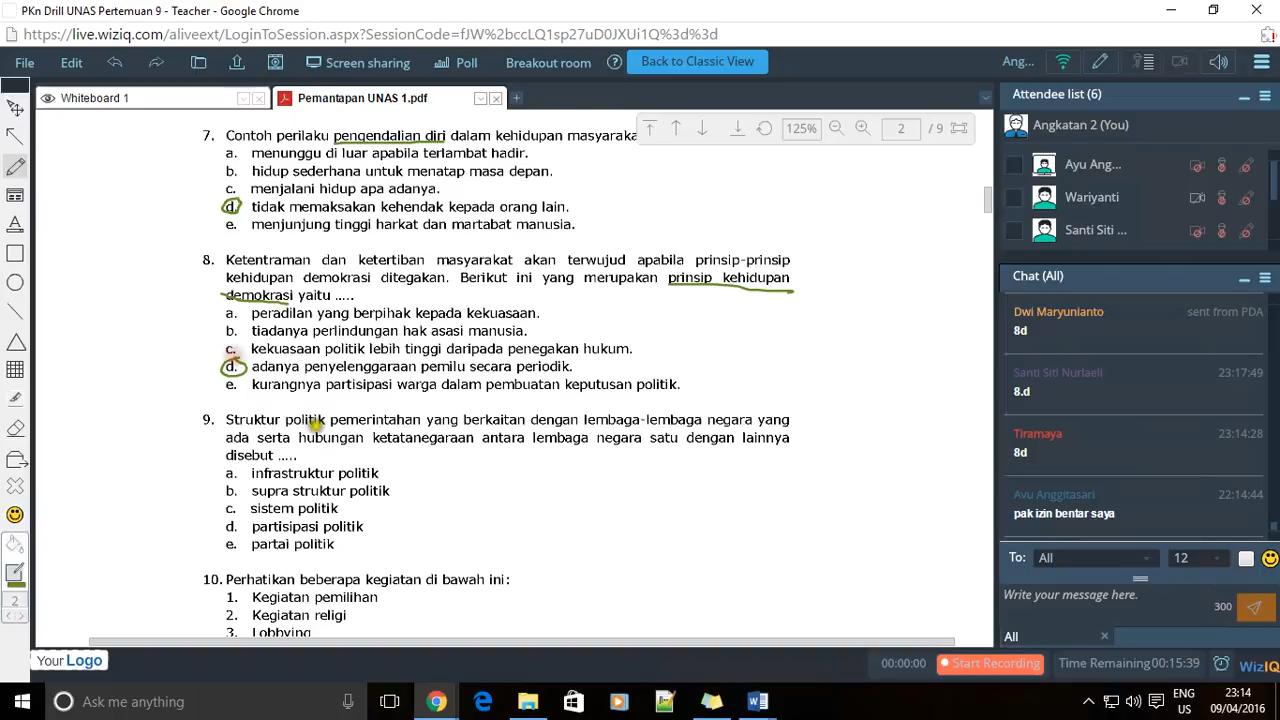 PKn Drill UNAS Pertemuan 9 - Teacher - Google Chrome
https://live.wiziq.com/aliveext/LoginToSession.aspx?SessionCode=fJW%2bccLQ1sp27uD0JXUi1Q%3d%3d
File Edit Screen sharing Poll Breakout room ? Back to Classic View Ang...
Whiteboard 1 Pemantapan UNAS 1.pdf
125% 2 / 9
7. Contoh perilaku pengendalian diri dalam kehidupan masyaraka
a. menunggu di luar apabila terlambat hadir.
b. hidup sederhana untuk menatap masa depan.
c. menjalani hidup apa adanya.
d. tidak memaksakan kehendak kepada orang lain.
e. menjunjung tinggi harkat dan martabat manusia.
8. Ketentraman dan ketertiban masyarakat akan terwujud apabila prinsip-prinsip
kehidupan demokrasi ditegakan. Berikut ini yang merupakan prinsip kehidupan
demokrasi yaitu .....
a. peradilan yang berpihak kepada kekuasaan.
b. tiadanya perlindungan hak asasi manusia.
c. kekuasaan politik lebih tinggi daripada penegakan hukum.
d. adanya penyelenggaraan pemilu secara periodik.
e. kurangnya partisipasi warga dalam pembuatan keputusan politik.
9. Struktur politik pemerintahan yang berkaitan dengan lembaga-lembaga negara yang
ada serta hubungan ketatanegaraan antara lembaga negara satu dengan lainnya
disebut .....
a. infrastruktur politik
b. supra struktur politik
c. sistem politik
d. partisipasi politik
e. partai politik
10. Perhatikan beberapa kegiatan di bawah ini:
1. Kegiatan pemilihan
2. Kegiatan religi
3. Lobbying
2
Your Logo
Attendee list (6)
Angkatan 2 (You)
Ayu Ang...
Wariyanti
Santi Siti ...
Chat (All)
Dwi Maryunianto sent from PDA
8d
Santi Siti Nurlaeli 23:17:49
8.d
Tiramaya 23:14:28
8d
Ayu Anggitasari 22:14:44
pak izin bentar saya
To: All 12
Write your message here.
300
All
00:00:00 Start Recording Time Remaining 00:15:39 WizIQ
Ask me anything
ENG
US
23:14
09/04/2016